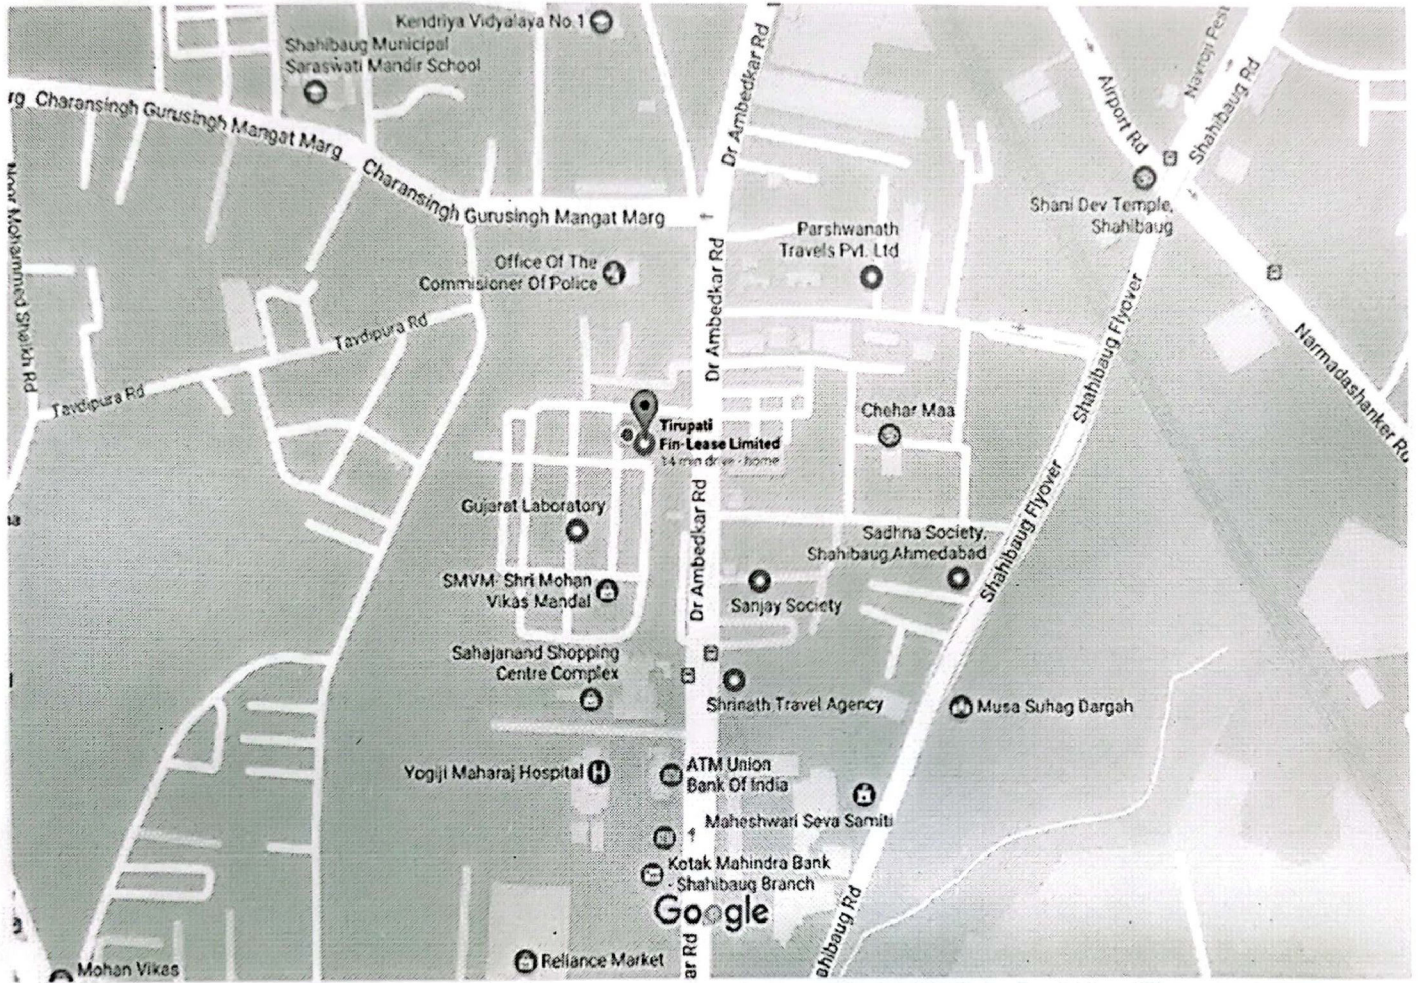 Kendriya Vidyalaya No.1
Shahibaug Municipal
Saraswati Mandir School
Dr Ambedkar Rd
Airport Rd
Shahibaug Rd
rg
Charansingh Gurusingh Mangat Marg
Charansingh Gurusingh Mangat Marg
Noor Mohammed Shaikh Rd
Shani Dev Temple,
Shahibaug
Parshwanath
Travels Pvt. Ltd
Office Of The
Commisioner Of Police
Dr Ambedkar Rd
Tavdipura Rd
Tavdipura Rd
Shahibaug Flyover
Narmadashanker Rd
Tirupati
Fin-Lease Limited
14 min drive - home
Chehar Maa
Gujarat Laboratory
Dr Ambedkar Rd
Sadhna Society,
Shahibaug,Ahmedabad
Shahibaug Flyover
SMVM- Shri Mohan
Vikas Mandal
Sanjay Society
Sahajanand Shopping
Centre Complex
Shrinath Travel Agency
Musa Suhag Dargah
Yogiji Maharaj Hospital
H
ATM Union
Bank Of India
Maheshwari Seva Samiti
Kotak Mahindra Bank
- Shahibaug Branch
Google
ar Rd
ahibaug Rd
Reliance Market
Mohan Vikas